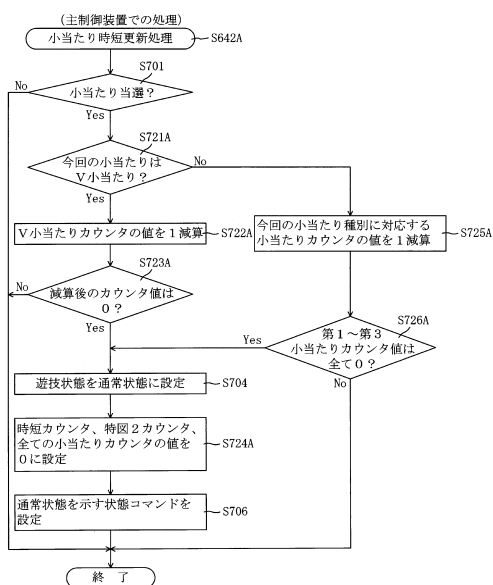 (主制御装置での処理)
小当たり時短更新処理
S642A
S701
小当たり当選？
No
Yes
S721A
今回の小当たりは
V小当たり？
No
Yes
V小当たりカウンタの値を１減算
S722A
今回の小当たり種別に対応する
小当たりカウンタの値を１減算
S725A
S723A
減算後のカウンタ値は
０？
No
Yes
S726A
第１～第３
小当たりカウンタ値は
全て０？
Yes
No
遊技状態を通常状態に設定
S704
時短カウンタ、特図２カウンタ、
全ての小当たりカウンタの値を
０に設定
S724A
通常状態を示す状態コマンドを
設定
S706
終 了